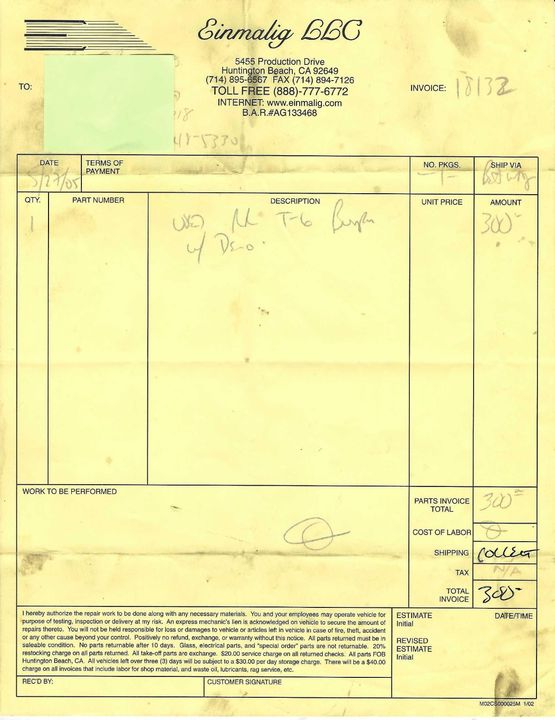 Einmalig LLC
5455 Production Drive
Huntington Beach, CA 92649
(714) 895-6567 FAX (714) 894-7126
TOLL FREE (888)-777-6772
INTERNET: www.einmalig.com
B.A.R.#AG133468
TO:
INVOICE: 18132
5330
DATE
TERMS OF PAYMENT
NO. PKGS.
SHIP VIA
5/27/05
1
Best way
QTY.
PART NUMBER
DESCRIPTION
UNIT PRICE
AMOUNT
1 USED RR T-6 300-
w/
WORK TO BE PERFORMED
PARTS INVOICE TOTAL 300
COST OF LABOR
SHIPPING COLLECT
TAX N/A
TOTAL INVOICE 300-
I hereby authorize the repair work to be done along with any necessary materials. You and your employees may operate vehicle for
purpose of testing, inspection or delivery at my risk. An express mechanic's lien is acknowledged on vehicle to secure the amount of
repairs thereto. You will not be held responsible for loss or damages to vehicle or articles left in vehicle in case of fire, theft, accident
or any other cause beyond your control. Positively no refund, exchange, or warranty without this notice. All parts returned must be in
saleable condition. No parts returnable after 10 days. Glass, electrical parts, and "special order" parts are not returnable. 20%
restocking charge on all parts returned. All take-off parts are exchange. $20.00 service charge on all returned checks. All parts FOB
Huntington Beach, CA. All vehicles left over three (3) days will be subject to a $30.00 per day storage charge. There will be a $40.00
charge on all invoices that include labor for shop material, and waste oil, lubricants, rag service, etc.
ESTIMATE
Initial
DATE/TIME
REVISED
ESTIMATE
Initial
REC'D BY:
CUSTOMER SIGNATURE
M02CS000025M 1/02